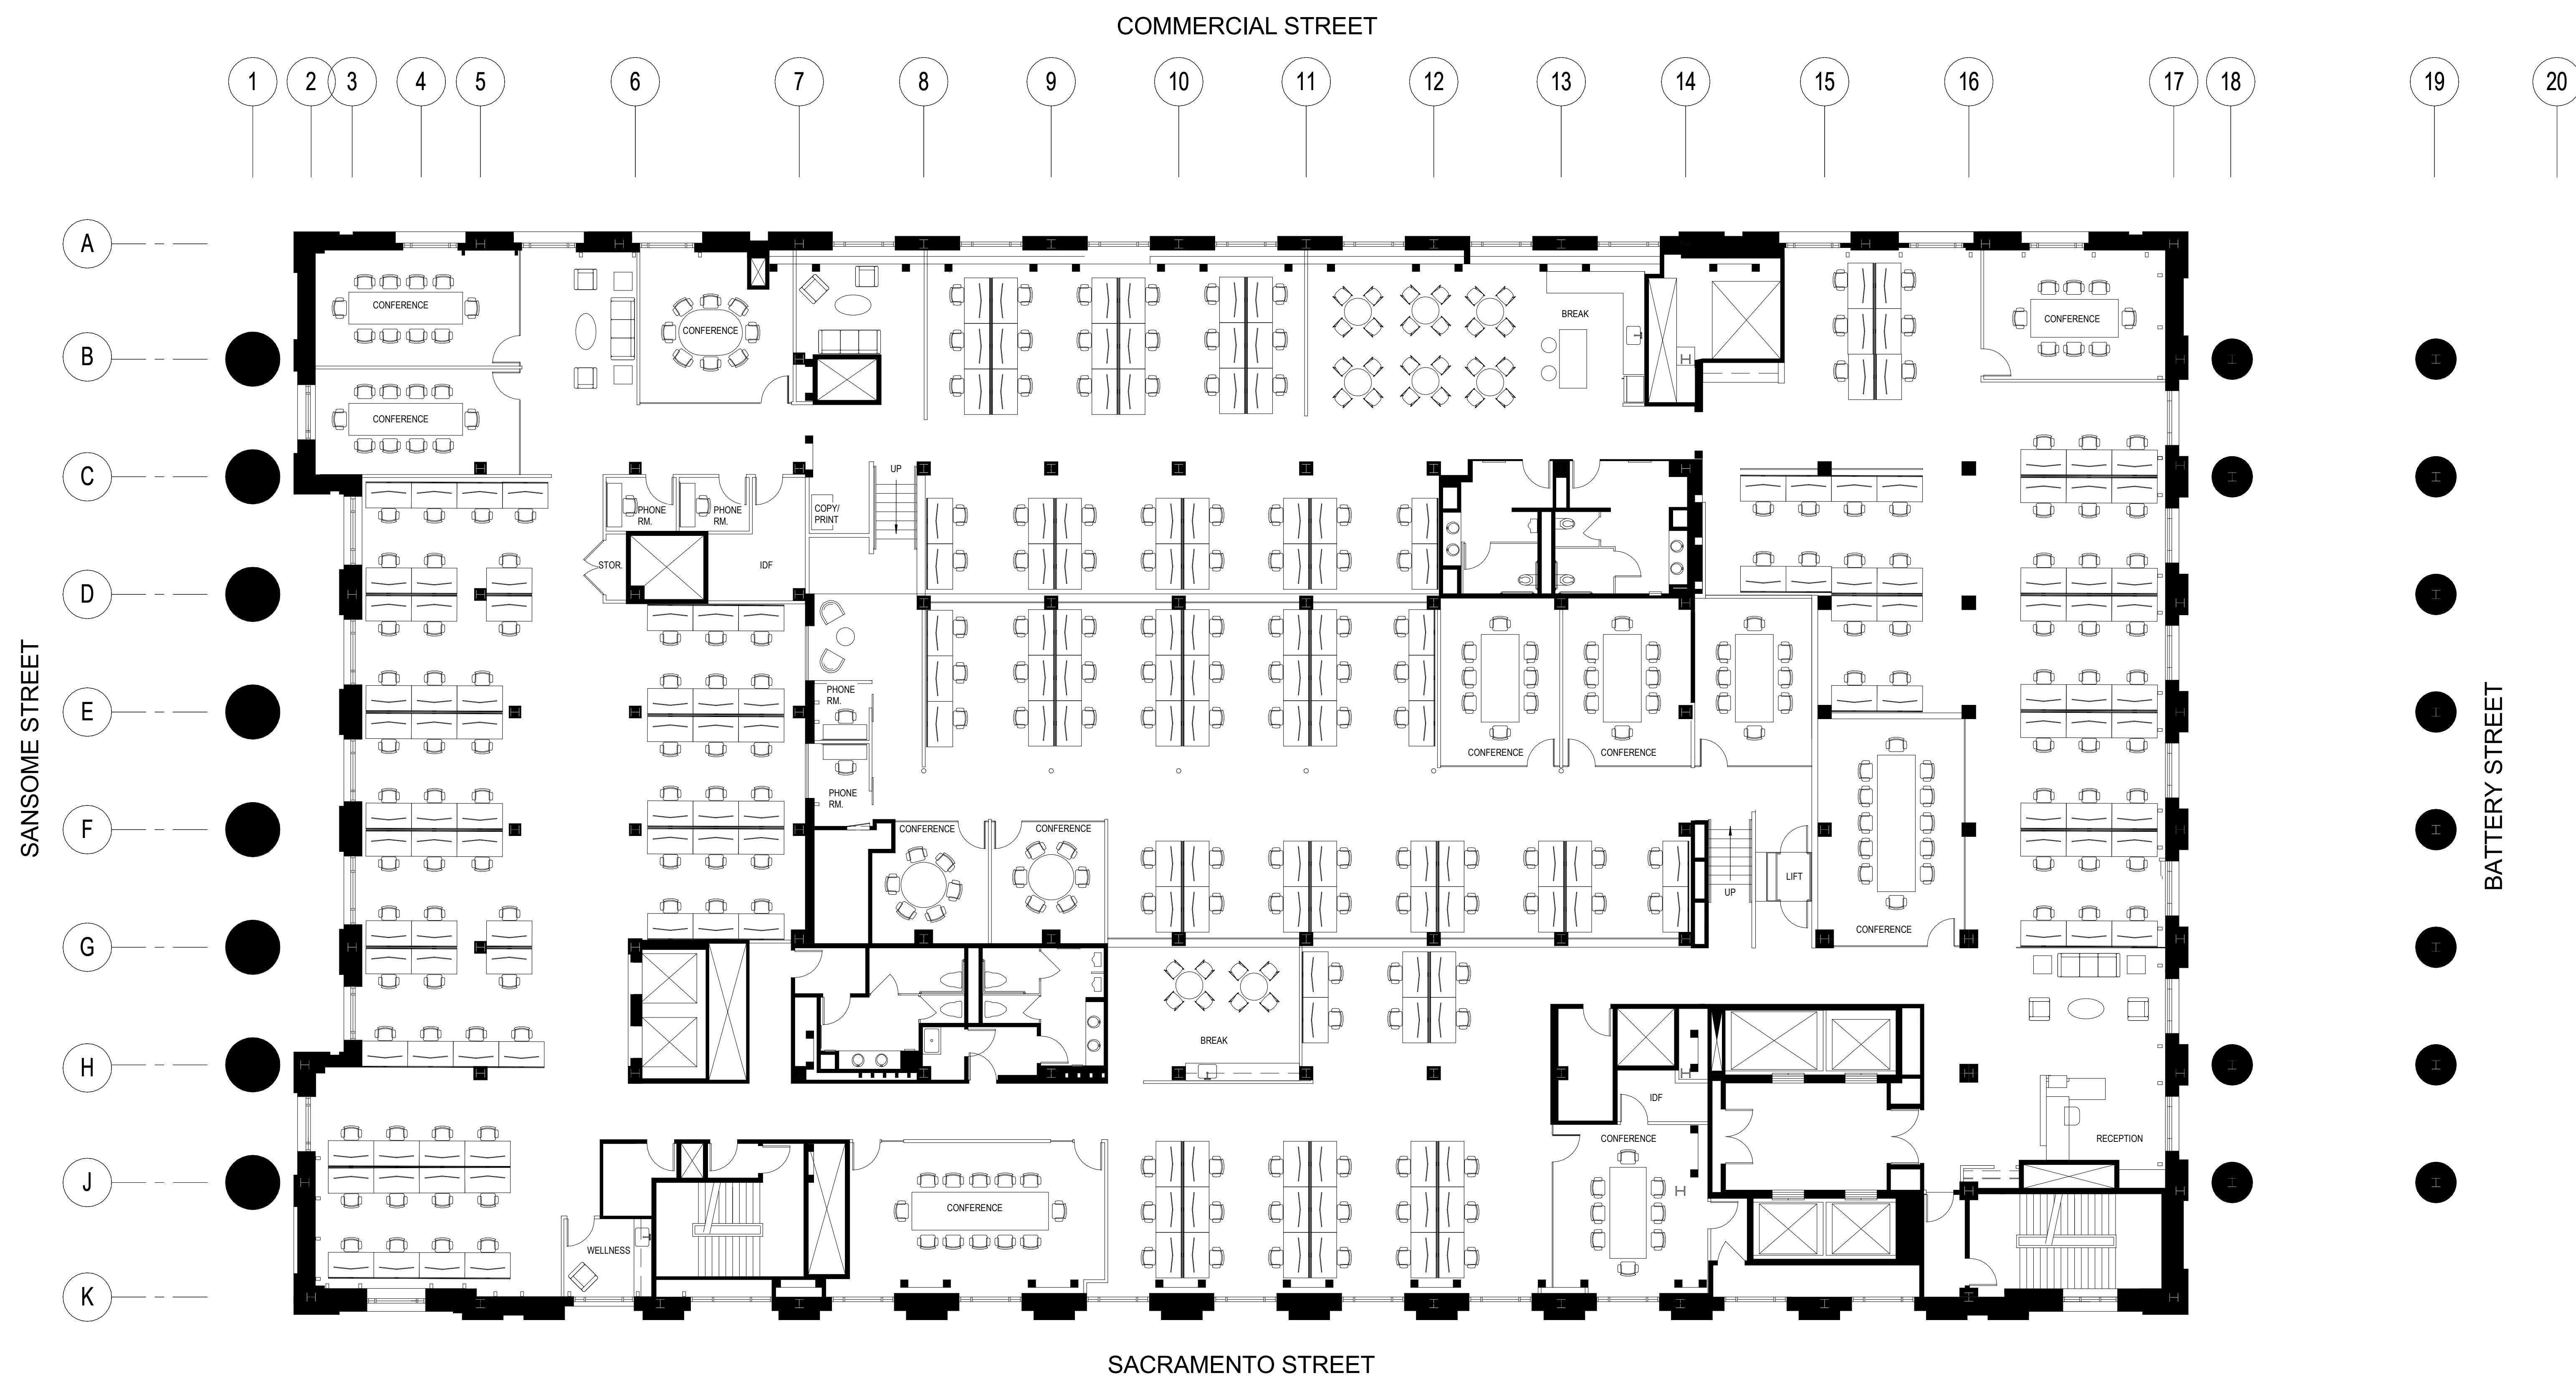 COMMERCIAL STREET
1 2 3 4 5 6 7 8 9 10 11 12 13 14 15 16 17 18 19 20
A
CONFERENCE
CONFERENCE
CONFERENCE
BREAK
CONFERENCE
B
CONFERENCE
C
UP
PHONE
RM.
PHONE
RM.
COPY/
PRINT
D
STOR.
IDF
SANSOME STREET
E
PHONE
RM.
CONFERENCE
CONFERENCE
BATTERY STREET
PHONE
RM.
F
CONFERENCE
CONFERENCE
UP
LIFT
CONFERENCE
G
BREAK
H
IDF
CONFERENCE
RECEPTION
J
CONFERENCE
WELLNESS
K
SACRAMENTO STREET